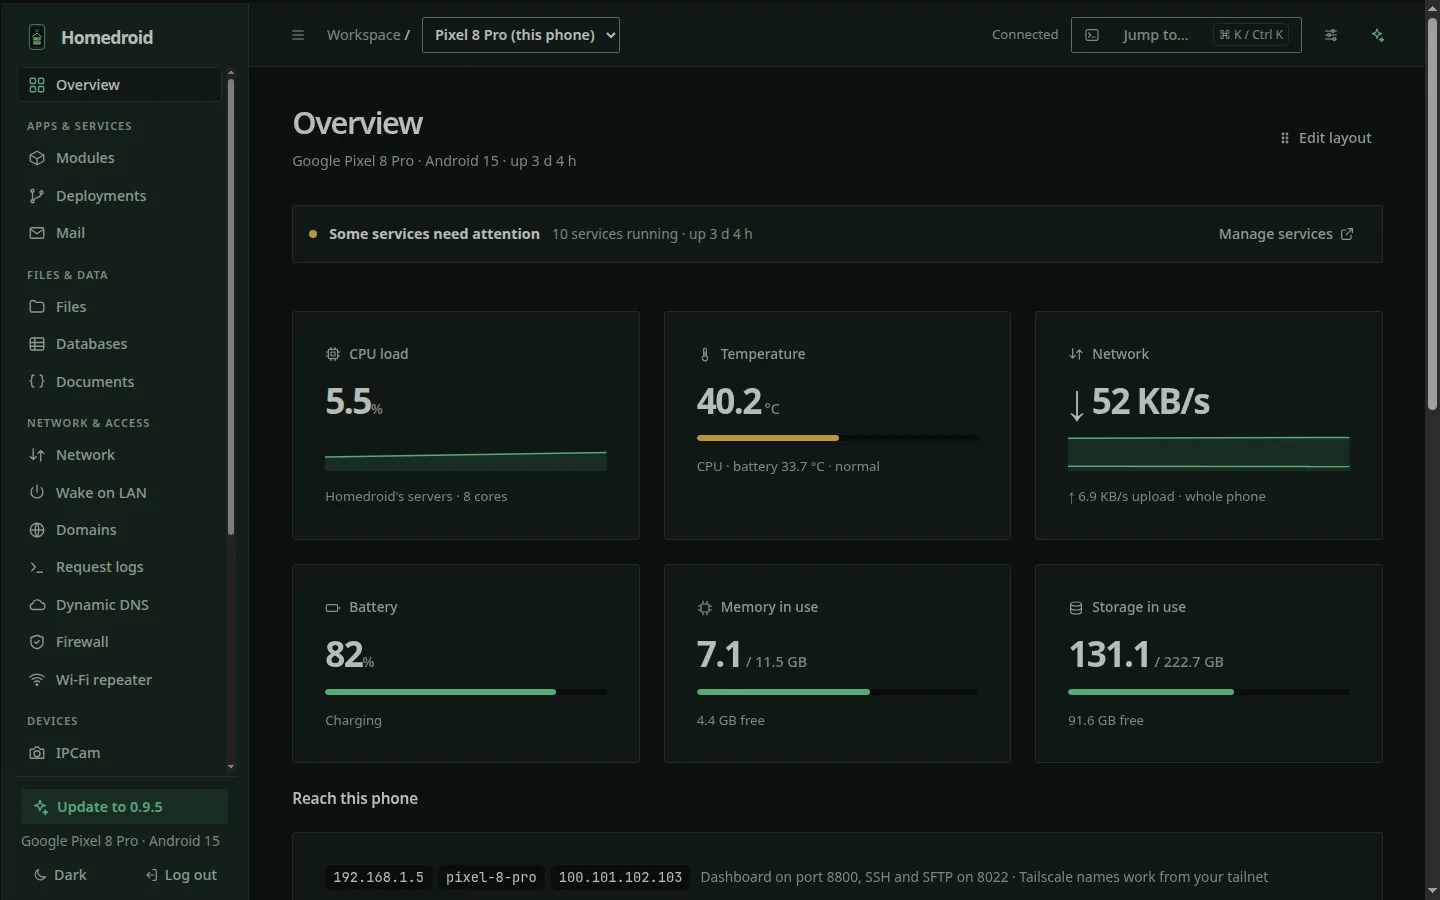 Homedroid
Overview
APPS & SERVICES
Modules
Deployments
Mail
FILES & DATA
Files
Databases
Documents
NETWORK & ACCESS
Network
Wake on LAN
Domains
Request logs
Dynamic DNS
Firewall
Wi-Fi repeater
DEVICES
IPCam
Update to 0.9.5
Google Pixel 8 Pro · Android 15
Dark
Log out
Workspace / Pixel 8 Pro (this phone)
Connected
Jump to... ⌘ K / Ctrl K
Overview
Google Pixel 8 Pro · Android 15 · up 3 d 4 h
Edit layout
Some services need attention 10 services running · up 3 d 4 h
Manage services
CPU load
5.5%
Homedroid's servers · 8 cores
Temperature
40.2 °C
CPU · battery 33.7 °C · normal
Network
↓ 52 KB/s
↑ 6.9 KB/s upload · whole phone
Battery
82%
Charging
Memory in use
7.1 / 11.5 GB
4.4 GB free
Storage in use
131.1 / 222.7 GB
91.6 GB free
Reach this phone
192.168.1.5 pixel-8-pro 100.101.102.103 Dashboard on port 8800, SSH and SFTP on 8022 · Tailscale names work from your tailnet